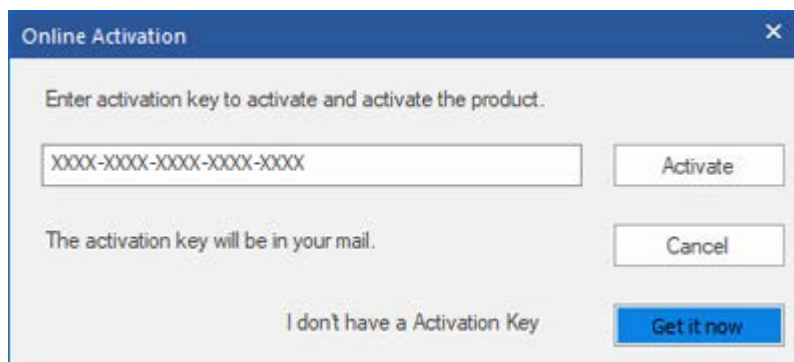 Online Activation
Enter activation key to activate and activate the product.
XXXX-XXXX-XXXX-XXXX-XXXX
Activate
The activation key will be in your mail.
Cancel
I don't have a Activation Key
Get it now